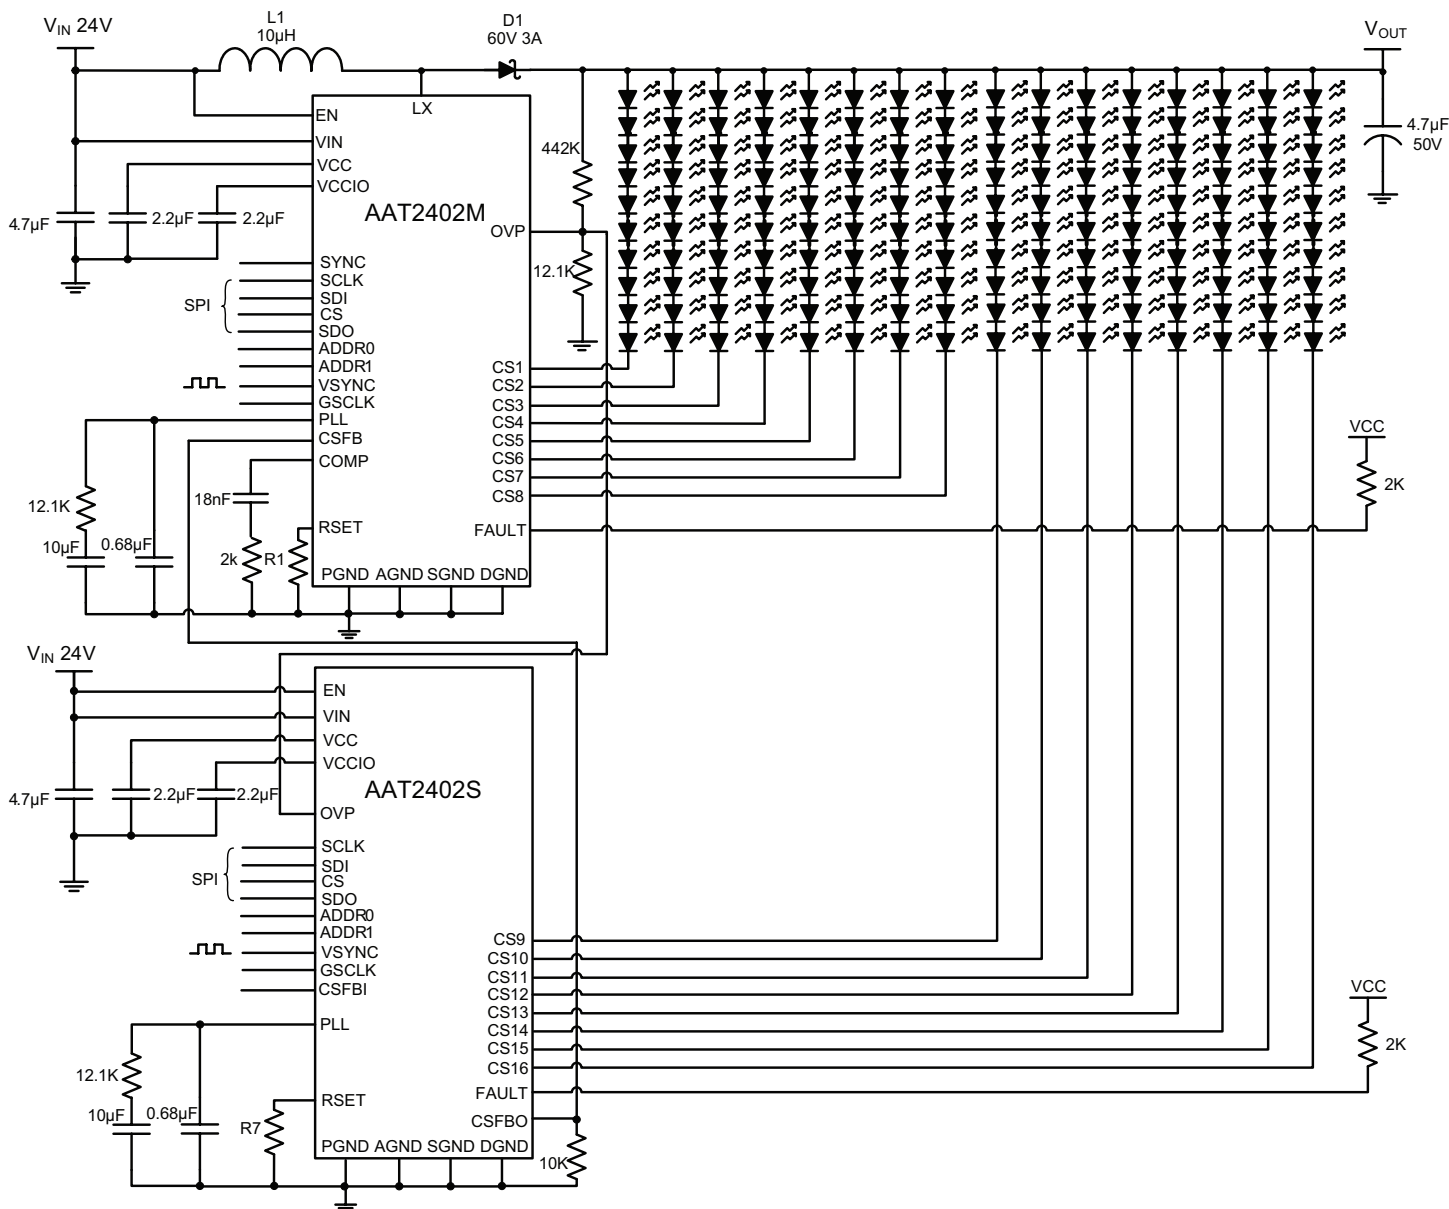 V_IN 24V
L1
10µH
D1
60V 3A
V_OUT
LX
EN
VIN
VCC
VCCIO
4.7µF
2.2µF
2.2µF
AAT2402M
442K
OVP
12.1K
4.7µF
50V
SYNC
SCLK
SDI
CS
SDO
SPI
ADDR0
ADDR1
VSYNC
GSCLK
PLL
CSFB
COMP
CS1
CS2
CS3
CS4
CS5
CS6
CS7
CS8
VCC
2K
12.1K
10µF
0.68µF
18nF
2k
R1
RSET
FAULT
PGND AGND SGND DGND
V_IN 24V
EN
VIN
VCC
VCCIO
4.7µF
2.2µF
2.2µF
AAT2402S
OVP
SCLK
SDI
CS
SDO
SPI
ADDR0
ADDR1
VSYNC
GSCLK
CSFBI
PLL
CS9
CS10
CS11
CS12
CS13
CS14
CS15
CS16
VCC
2K
12.1K
10µF
0.68µF
R7
RSET
FAULT
CSFBO
PGND AGND SGND DGND
10K